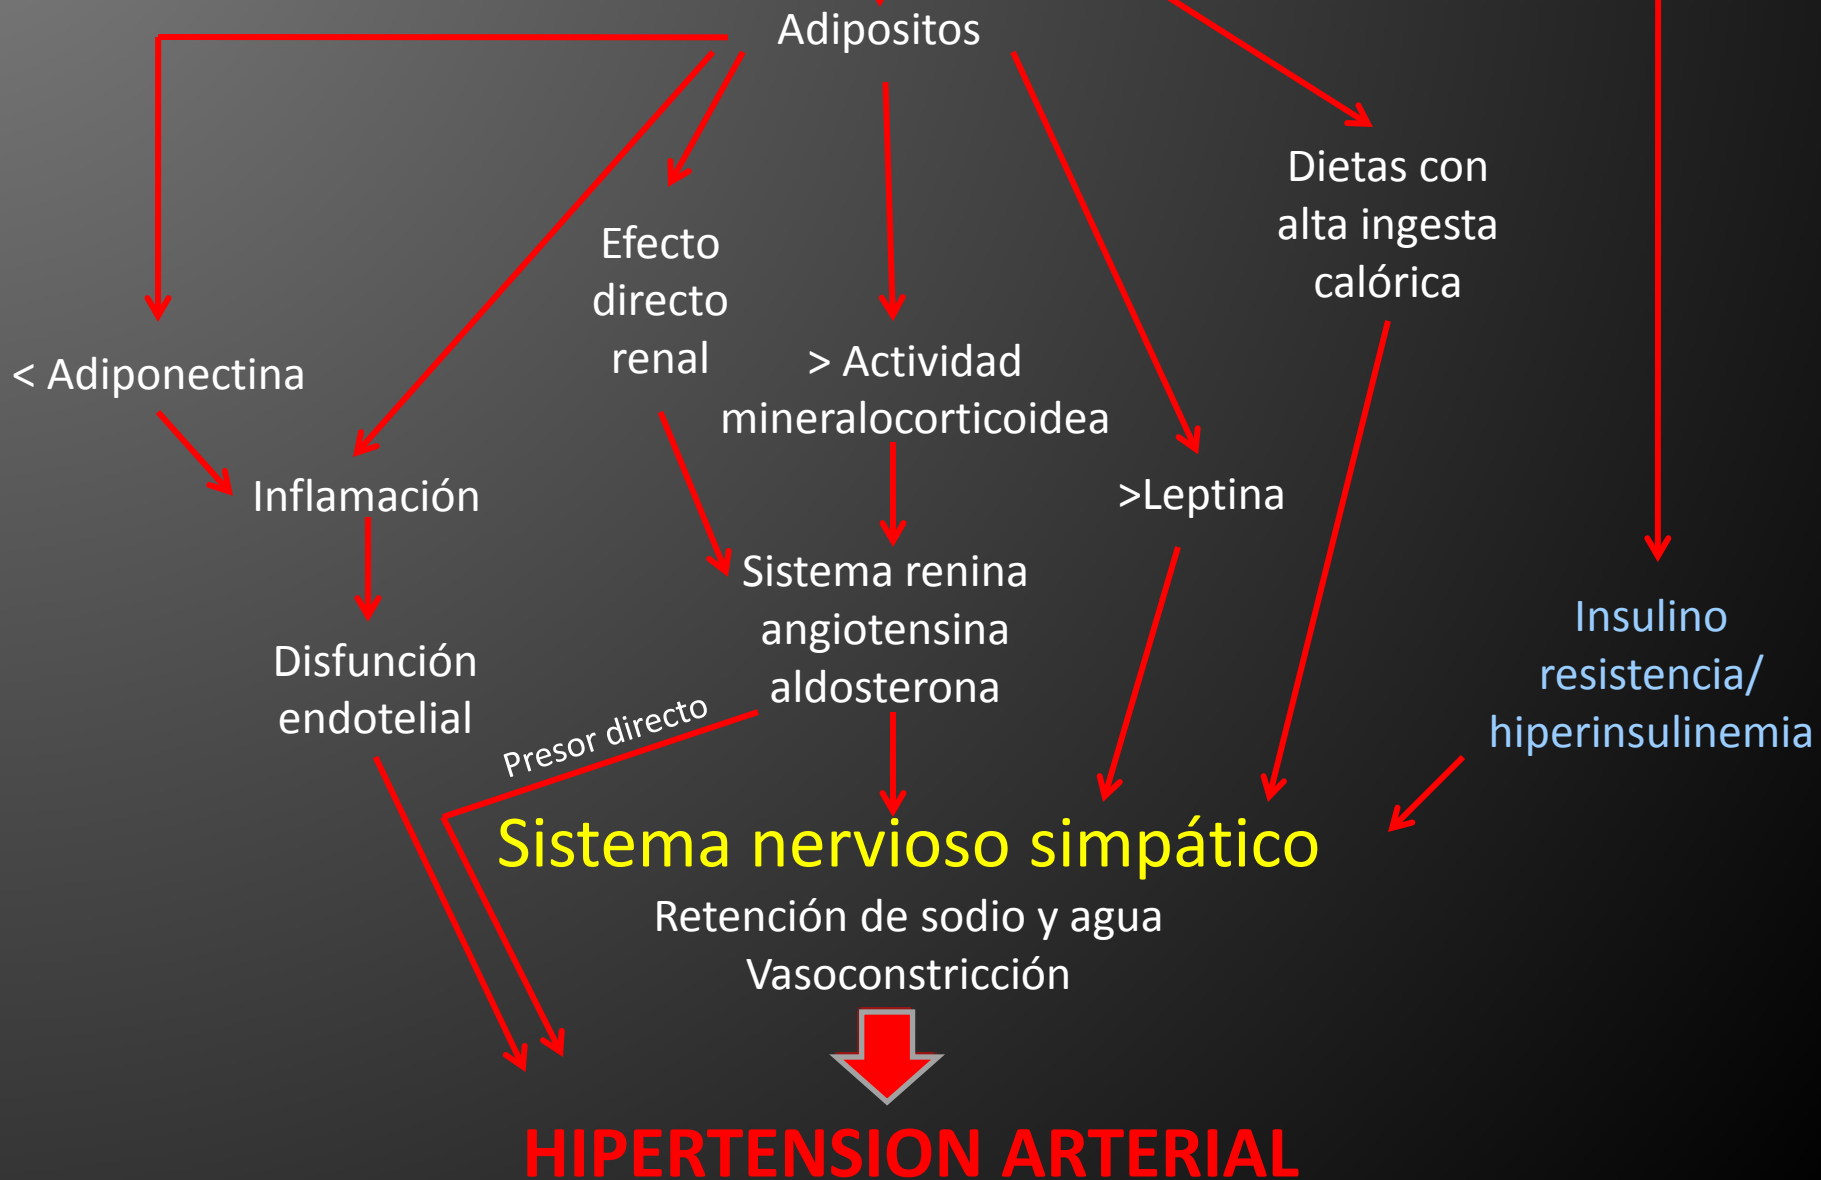 Adipositos
Dietas con
alta ingesta
calórica
Efecto
directo
renal
< Adiponectina
> Actividad
mineralocorticoidea
Inflamación
>Leptina
Sistema renina
angiotensina
aldosterona
Insulino
resistencia/
hiperinsulinemia
Disfunción
endotelial
Presor directo
Sistema nervioso simpático
Retención de sodio y agua
Vasoconstricción
HIPERTENSION ARTERIAL